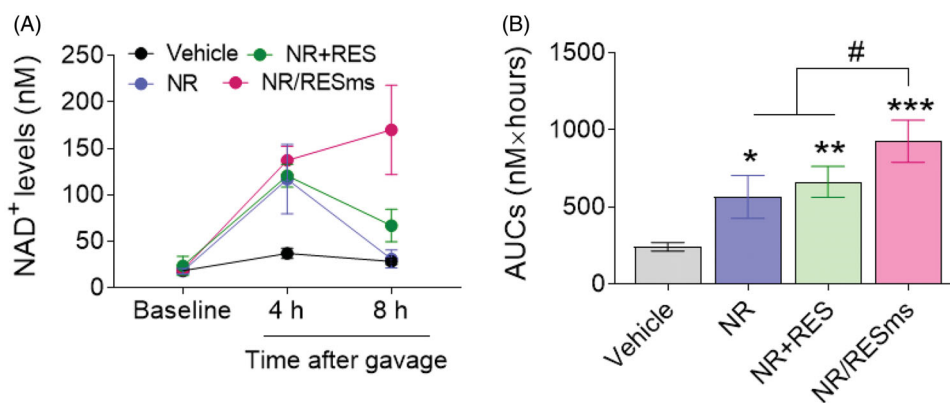 (A)
NAD+ levels (nM)
250
200
150
100
50
0
Vehicle
NR+RES
NR
NR/RESms
Baseline
4 h
8 h
Time after gavage
(B)
AUCs (nM×hours)
1500
1000
500
0
*
**
***
#
Vehicle
NR
NR+RES
NR/RESms